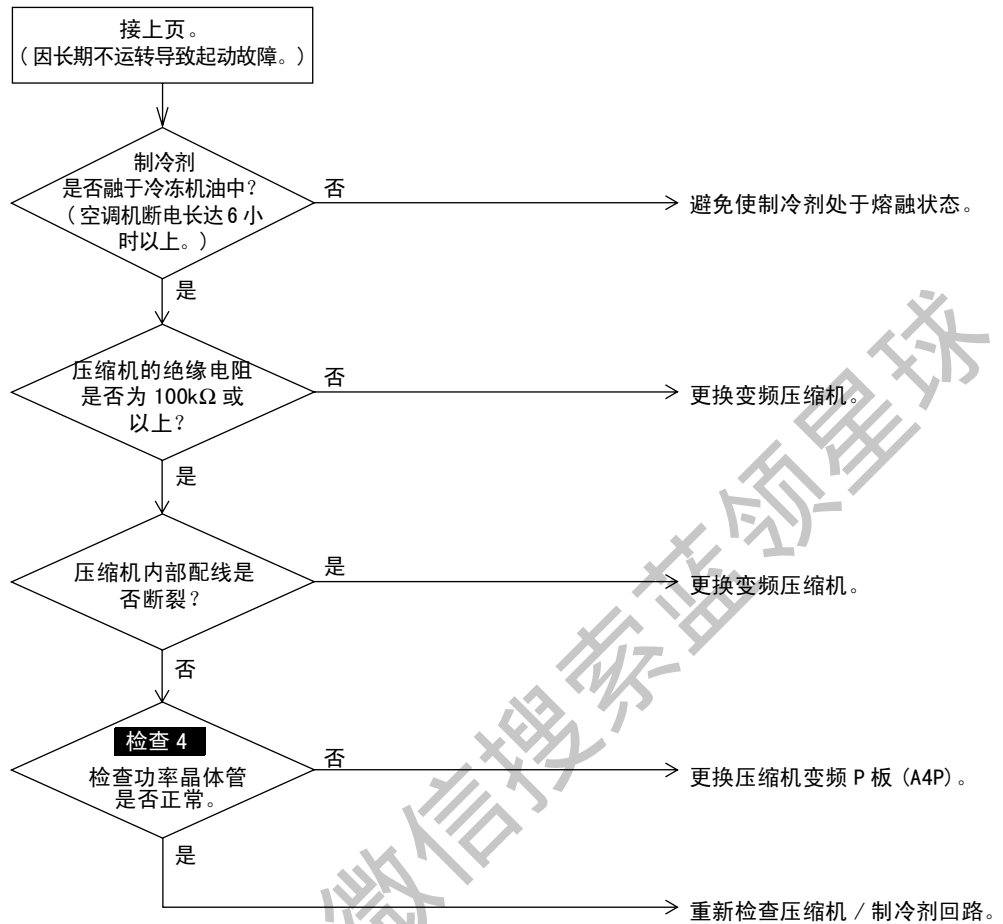 接上页。
（因长期不运转导致起动故障。）
制冷剂
是否融于冷冻机油中？
（空调机断电长达 6 小
时以上。）
否
避免使制冷剂处于熔融状态。
是
压缩机的绝缘电阻
是否为 100kΩ 或
以上？
否
更换变频压缩机。
是
压缩机内部配线是
否断裂？
是
更换变频压缩机。
否
检查 4
检查功率晶体管
是否正常。
否
更换压缩机变频 P 板 (A4P)。
是
重新检查压缩机 / 制冷剂回路。
微信搜索蓝领星球